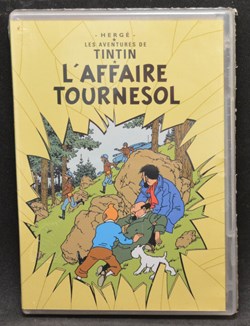 HERGÉ
LES AVENTURES DE
TINTIN
L'AFFAIRE
TOURNESOL